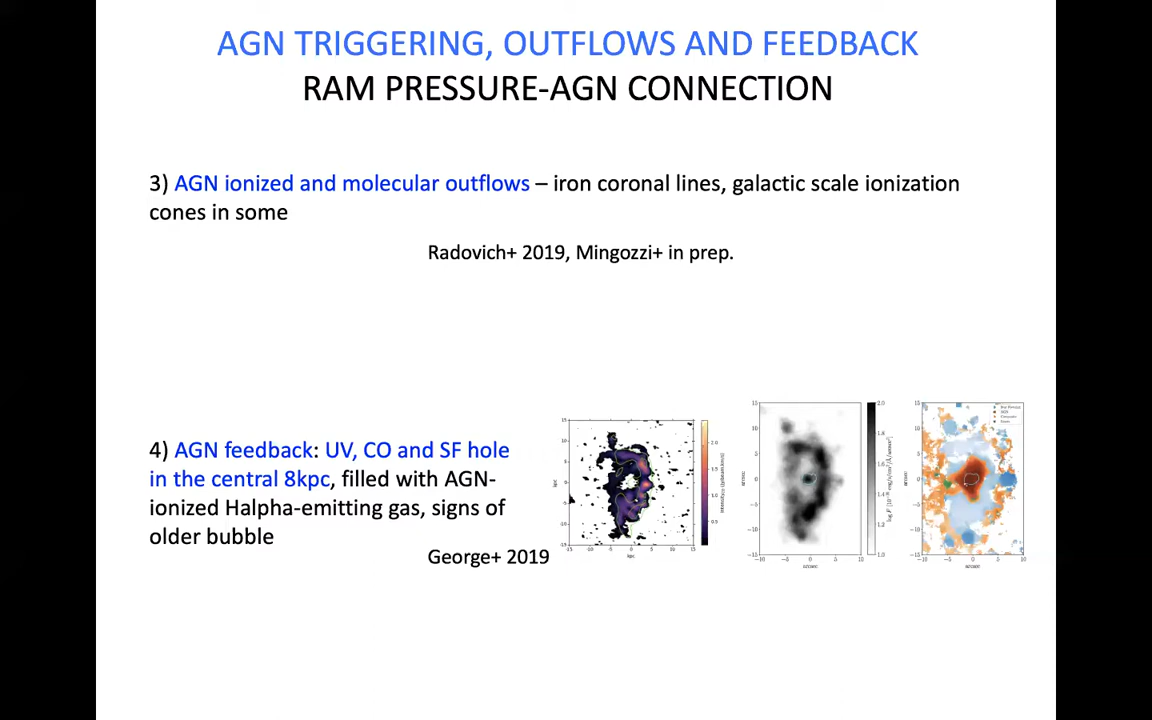 AGN TRIGGERING, OUTFLOWS AND FEEDBACK
RAM PRESSURE-AGN CONNECTION
3) AGN ionized and molecular outflows – iron coronal lines, galactic scale ionization
cones in some
Radovich+ 2019, Mingozzi+ in prep.
4) AGN feedback: UV, CO and SF hole
in the central 8kpc, filled with AGN-
ionized Halpha-emitting gas, signs of
older bubble
George+ 2019